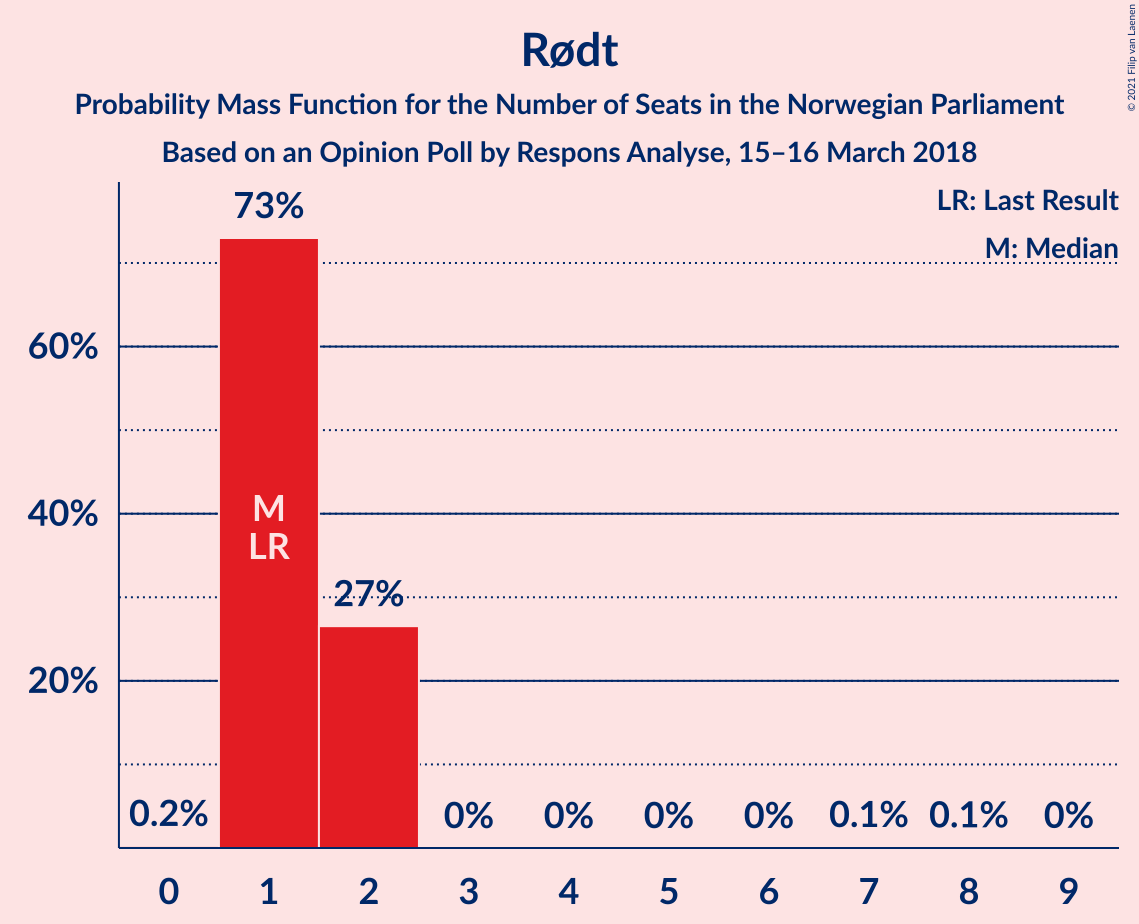 Rødt
Probability Mass Function for the Number of Seats in the Norwegian Parliament
Based on an Opinion Poll by Respons Analyse, 15–16 March 2018
© 2021 Filip van Laenen
LR: Last Result
M: Median
73%
60%
40%
20%
M
LR
27%
0.2%
0%
0%
0%
0%
0.1%
0.1%
0%
0 1 2 3 4 5 6 7 8 9